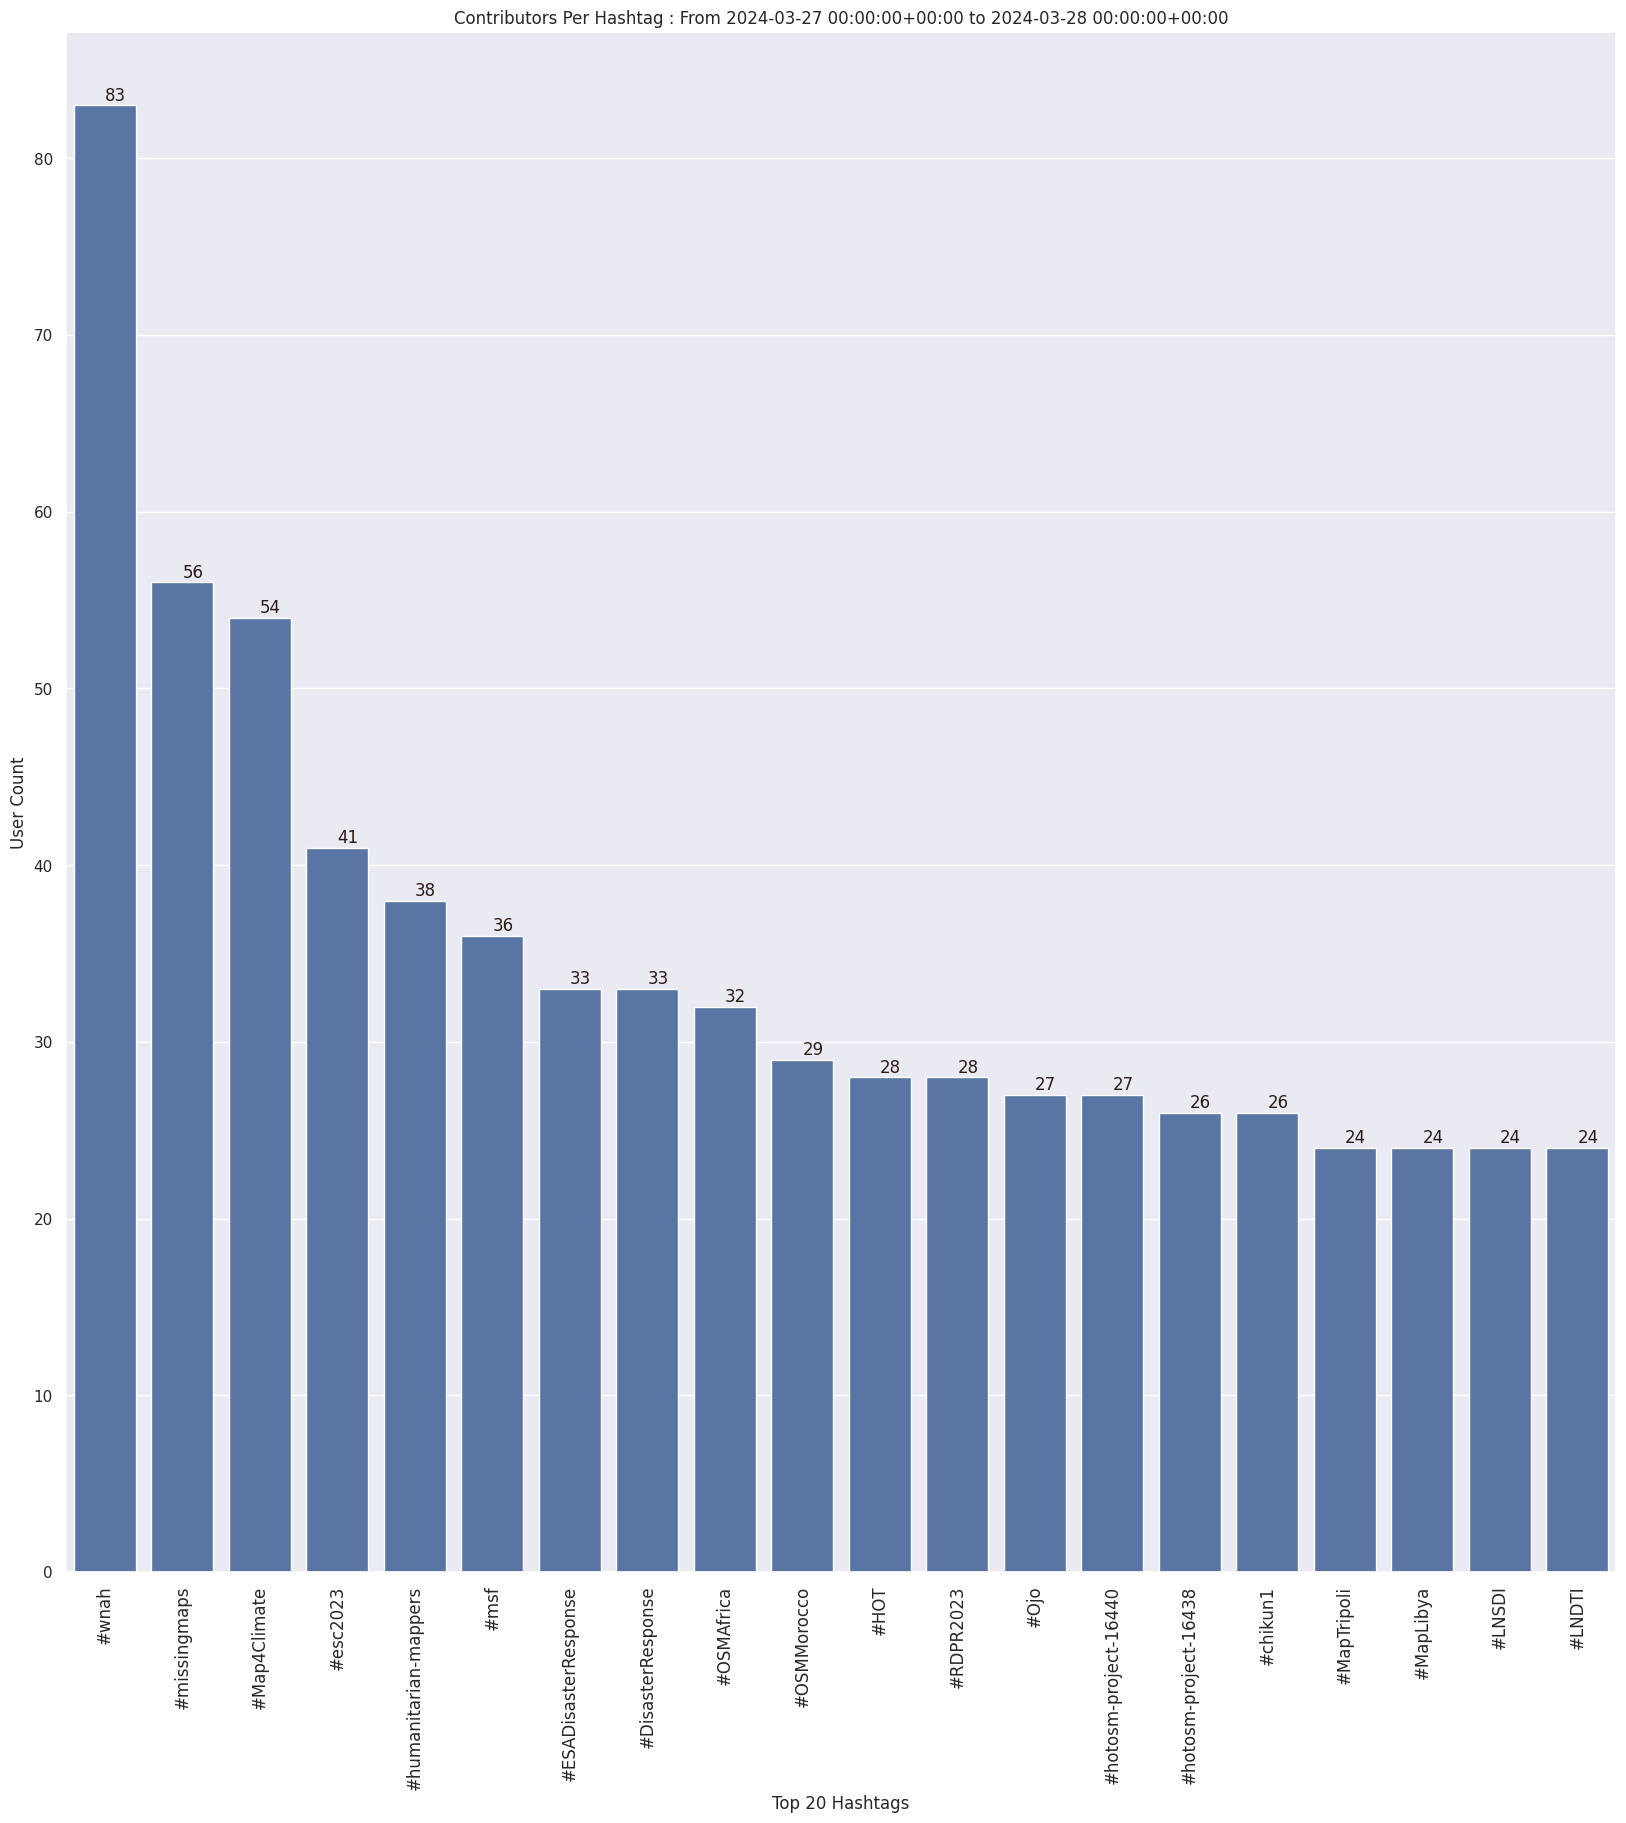 Contributors Per Hashtag : From 2024-03-27 00:00:00+00:00 to 2024-03-28 00:00:00+00:00
User Count
80
70
60
50
40
30
20
10
0
83
56
54
41
38
36
33
33
32
29
28
28
27
27
26
26
24
24
24
24
#wnah
#missingmaps
#Map4Climate
#esc2023
#humanitarian-mappers
#msf
#ESADisasterResponse
#DisasterResponse
#OSMAfrica
#OSMMorocco
#HOT
#RDPR2023
#Ojo
#hotosm-project-16440
#hotosm-project-16438
#chikun1
#MapTripoli
#MapLibya
#LNSDI
#LNDTI
Top 20 Hashtags